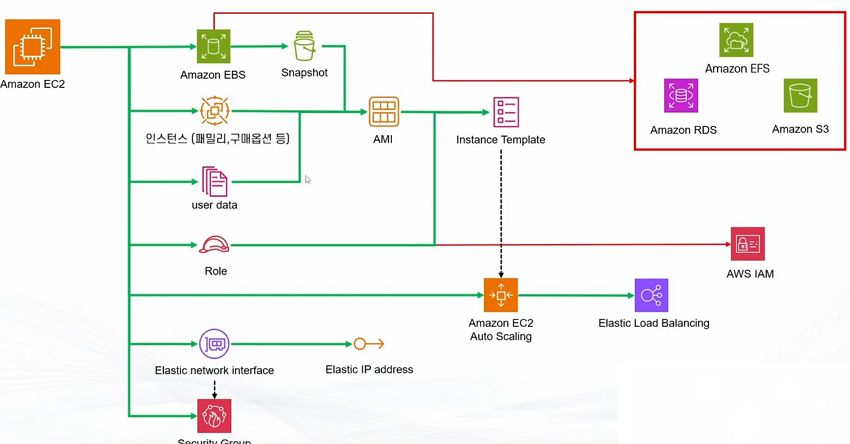 Amazon EC2
Amazon EBS
Snapshot
Amazon EFS
Amazon RDS
Amazon S3
인스턴스 (패밀리,구매옵션 등)
AMI
Instance Template
user data
Role
AWS IAM
Amazon EC2
Auto Scaling
Elastic Load Balancing
Elastic network interface
Elastic IP address
Security Group